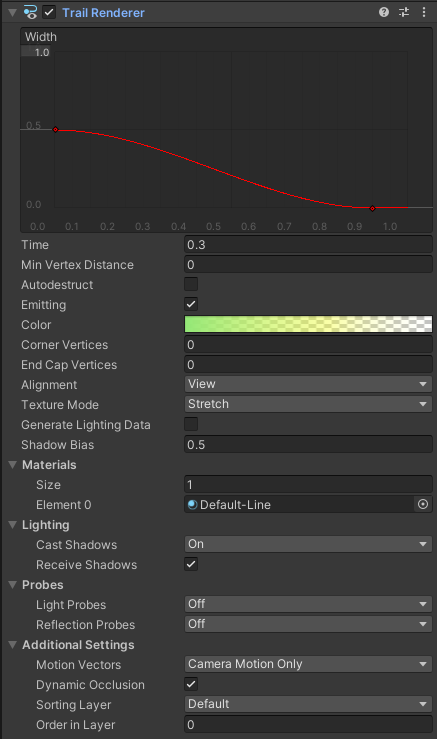 Trail Renderer
Width
1.0
0.5
0.0
0.0 0.1 0.2 0.3 0.4 0.5 0.6 0.7 0.8 0.9 1.0
Time 0.3
Min Vertex Distance 0
Autodestruct
Emitting
Color
Corner Vertices 0
End Cap Vertices 0
Alignment View
Texture Mode Stretch
Generate Lighting Data
Shadow Bias 0.5
Materials
Size 1
Element 0 Default-Line
Lighting
Cast Shadows On
Receive Shadows
Probes
Light Probes Off
Reflection Probes Off
Additional Settings
Motion Vectors Camera Motion Only
Dynamic Occlusion
Sorting Layer Default
Order in Layer 0